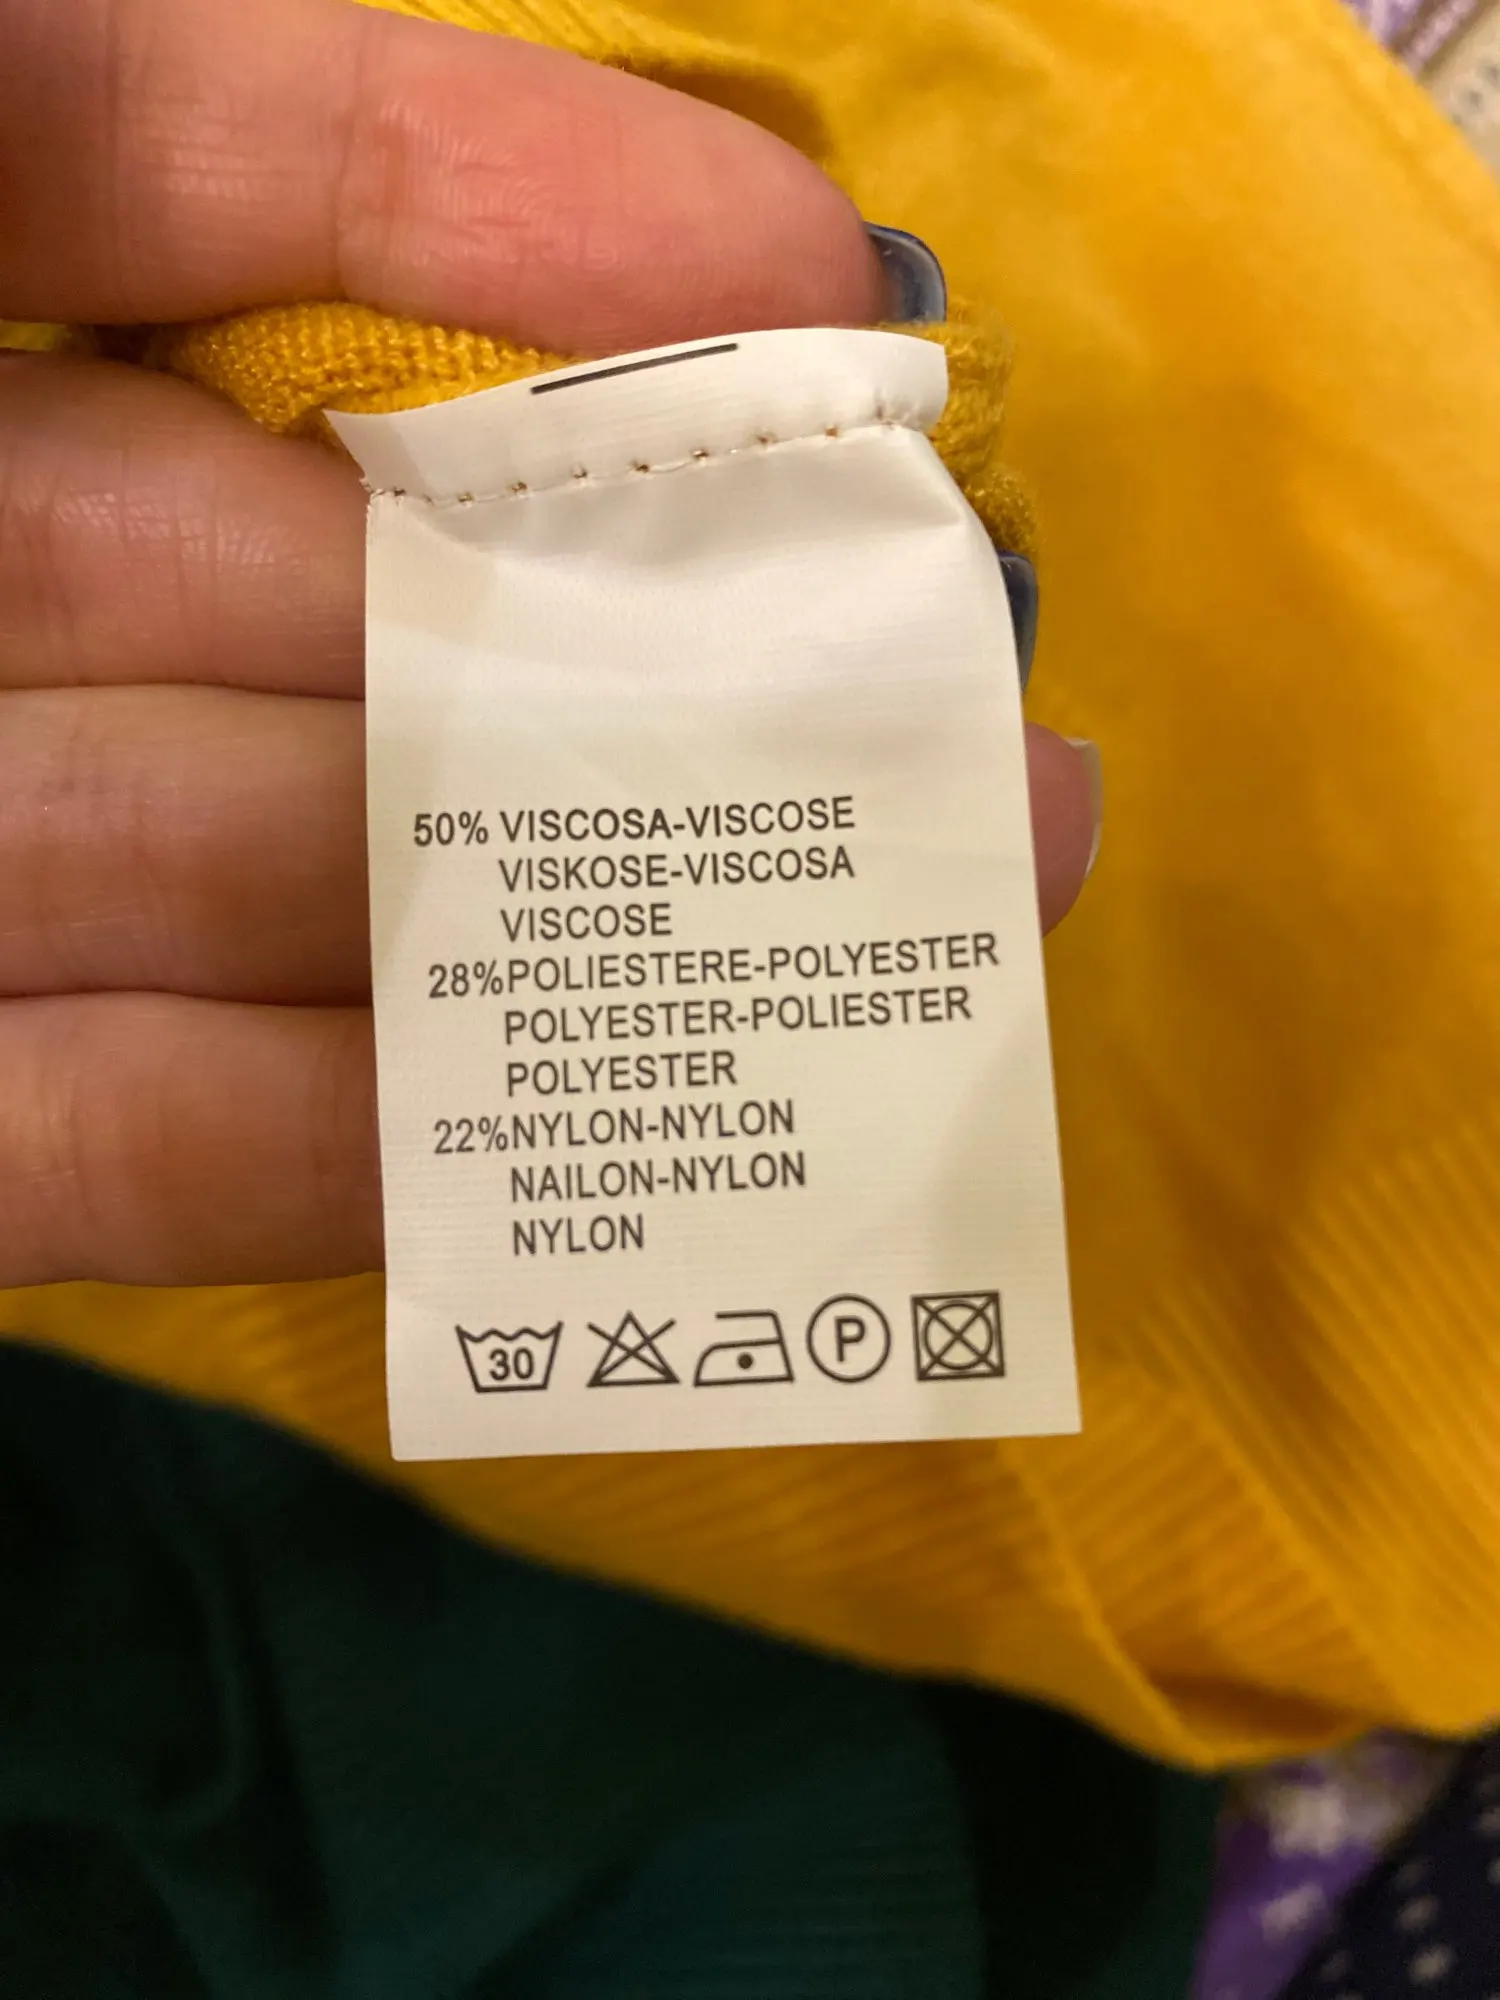 50% VISCOSA-VISCOSE
VISKOSE-VISCOSA
VISCOSE
28%POLIESTERE-POLYESTER
POLYESTER-POLIESTER
POLYESTER
22%NYLON-NYLON
NAILON-NYLON
NYLON
30 P